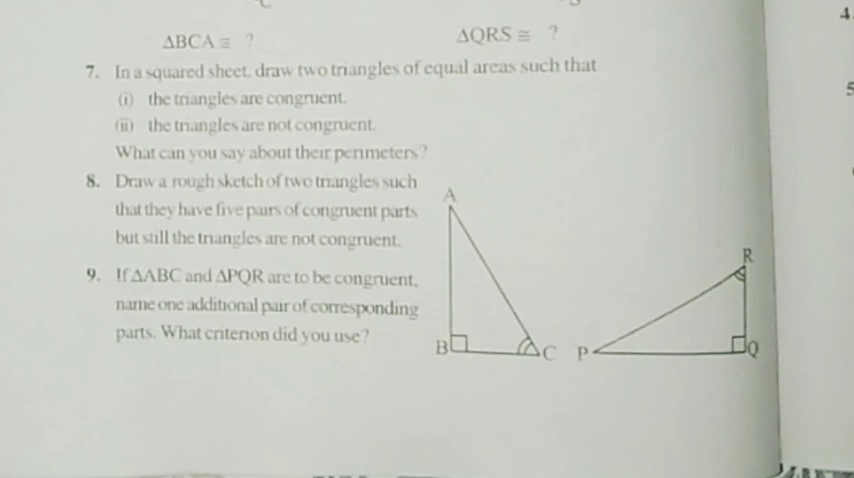 ΔBCA ≅ ?
ΔQRS ≅ ?
7. In a squared sheet, draw two triangles of equal areas such that
(i) the triangles are congruent.
(ii) the triangles are not congruent.
What can you say about their perimeters?
8. Draw a rough sketch of two triangles such
that they have five pairs of congruent parts
but still the triangles are not congruent.
9. If ΔABC and ΔPQR are to be congruent,
name one additional pair of corresponding
parts. What criterion did you use?
A
B
C
P
Q
R
4.
5